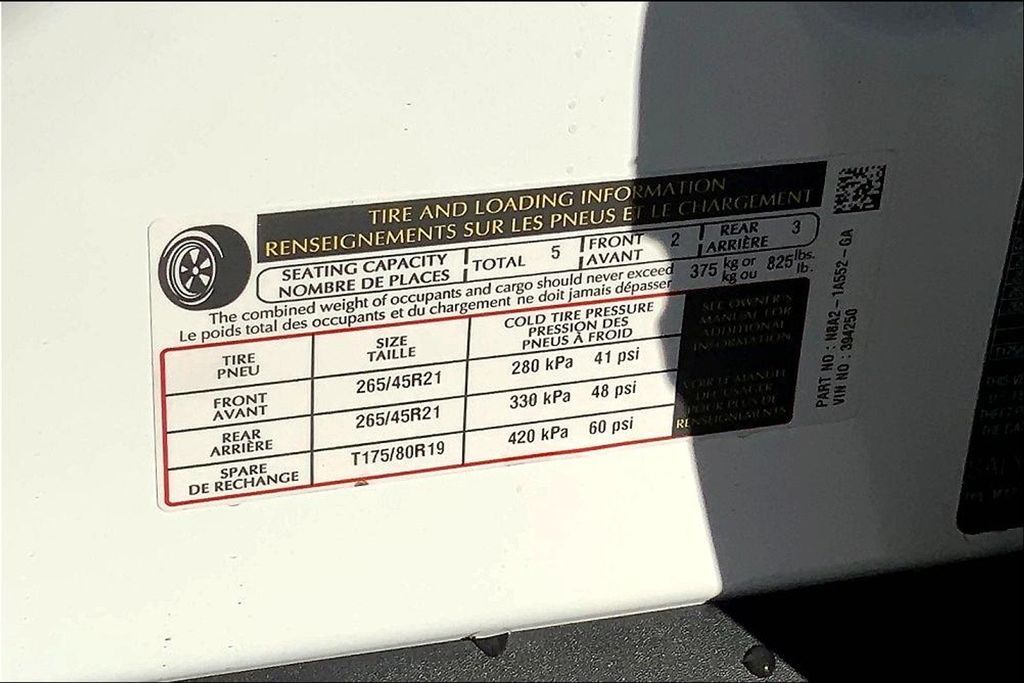 TIRE AND LOADING INFORMATION
RENSEIGNEMENTS SUR LES PNEUS ET LE CHARGEMENT
SEATING CAPACITY
NOMBRE DE PLACES
TOTAL 5
FRONT
AVANT
2
REAR
ARRIÈRE
3
The combined weight of occupants and cargo should never exceed
Le poids total des occupants et du chargement ne doit jamais dépasser
375 kg or 825 lbs.
kg ou lb.
TIRE
PNEU
SIZE
TAILLE
COLD TIRE PRESSURE
PRESSION DES
PNEUS À FROID
FRONT
AVANT
265/45R21
280 kPa 41 psi
REAR
ARRIÈRE
265/45R21
330 kPa 48 psi
SPARE
DE RECHANGE
T175/80R19
420 kPa 60 psi
SEE OWNER'S
MANUAL FOR
ADDITIONAL
INFORMATION
VOIR LE MANUEL
DE L'USAGER
POUR PLUS DE
RENSEIGNEMENTS
PART NO : N8A2-1A552-GA
VIN NO : 394250